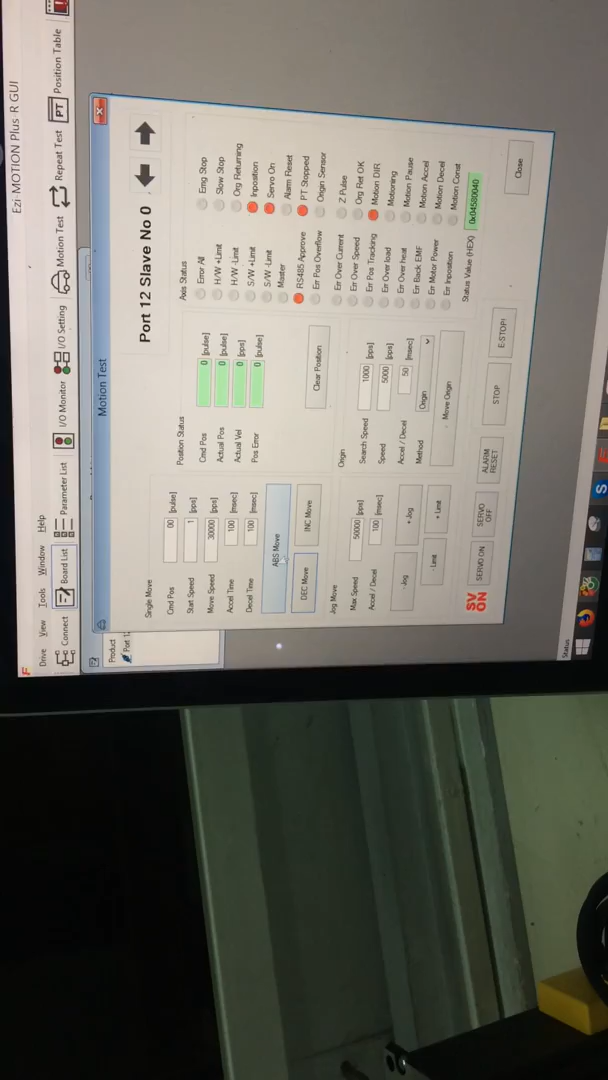 Ezi-MOTION Plus-R GUI
Drive View Tools Window Help
Connect Board List Parameter List I/O Monitor I/O Setting Motion Test Repeat Test PT Position Table
Product
Port 12
Motion Test
Port 12 Slave No 0
Single Move
Cmd Pos 00 [pulse]
Start Speed 1 [pps]
Move Speed 30000 [pps]
Accel Time 100 [msec]
Decel Time 100 [msec]
ABS Move
DEC Move INC Move
Jog Move
Max Speed 50000 [pps]
Accel / Decel 100 [msec]
- Jog + Jog
- Limit + Limit
Position Status
Cmd Pos 0 [pulse]
Actual Pos 0 [pulse]
Actual Vel 0 [pps]
Pos Error 0 [pulse]
Clear Position
Origin
Search Speed 1000 [pps]
Speed 5000 [pps]
Accel / Decel 50 [msec]
Method Origin
Move Origin
Axis Status
Error All
H/W +Limit
H/W -Limit
S/W +Limit
S/W -Limit
Master
RS485 Approve
Err Pos Overflow
Err Over Current
Err Over Speed
Err Pos Tracking
Err Over load
Err Over heat
Err Back EMF
Err Motor Power
Err Inposition
Emg Stop
Slow Stop
Org Returning
Inposition
Servo On
Alarm Reset
PT Stopped
Origin Sensor
Z Pulse
Org Ret OK
Motion DIR
Motioning
Motion Pause
Motion Accel
Motion Decel
Motion Const
Status Value (HEX) 0x04580040
SV ON
SERVO ON
SERVO OFF
ALARM RESET
STOP
E-STOP!
Close
Status